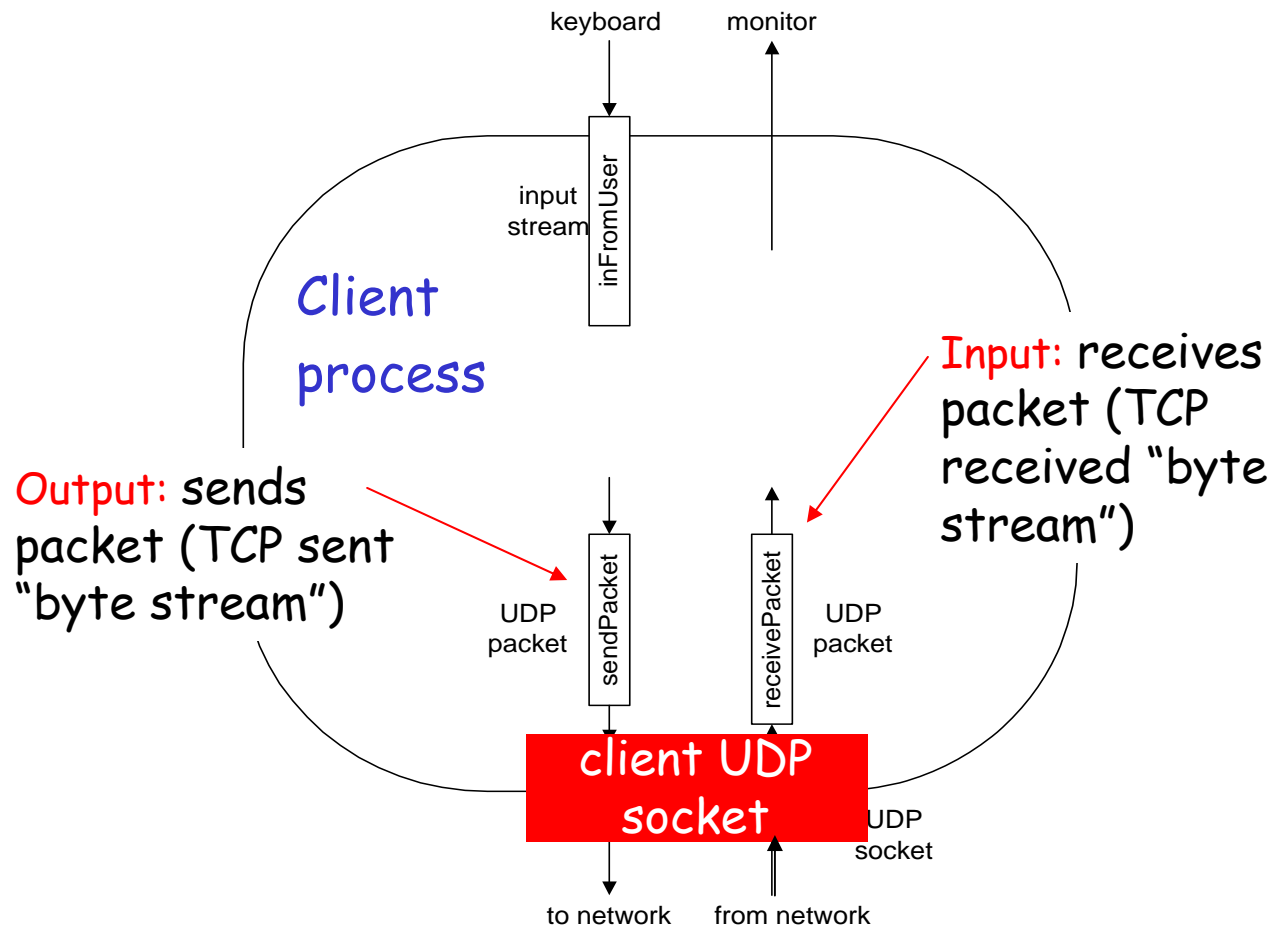 keyboard
monitor
input
stream
inFromUser
Client
process
Input: receives
packet (TCP
received “byte
stream”)
Output: sends
packet (TCP sent
“byte stream”)
UDP
packet
sendPacket
receivePacket
UDP
packet
client UDP
socket
UDP
socket
to network
from network